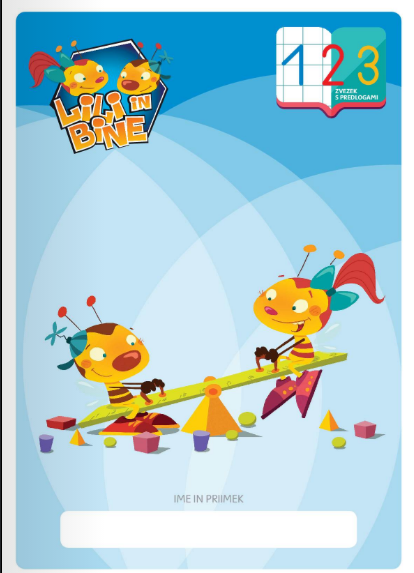 LiLi IN
BiNE
123
ZVEZEK
S PREDLOGAMI
IME IN PRIIMEK